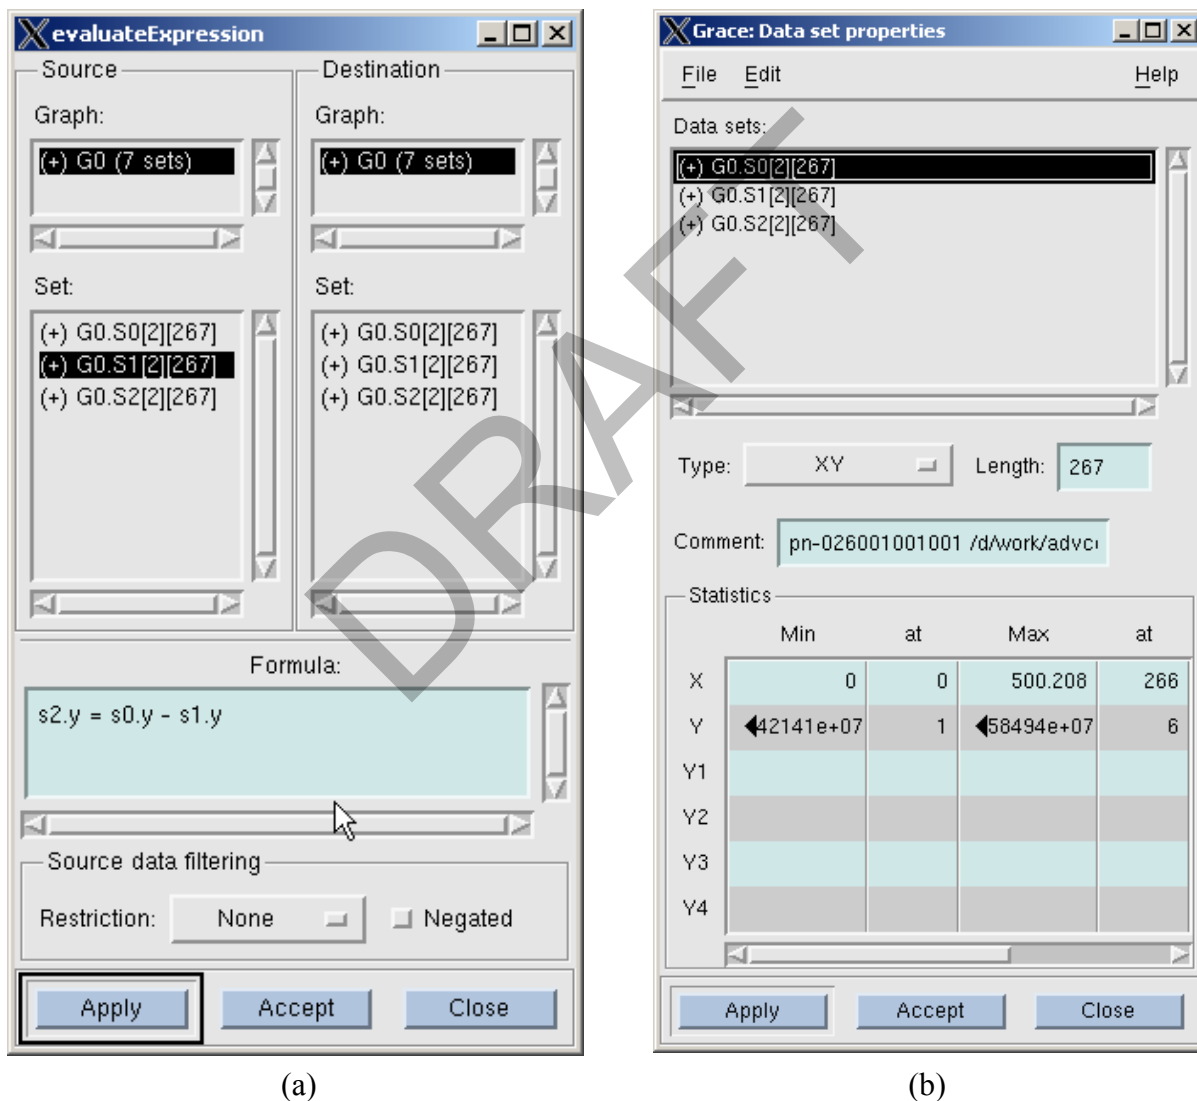 evaluateExpression
Source
Destination
Graph:
Graph:
(+) G0 (7 sets)
(+) G0 (7 sets)
Set:
Set:
(+) G0.S0[2][267]
(+) G0.S1[2][267]
(+) G0.S2[2][267]
(+) G0.S0[2][267]
(+) G0.S1[2][267]
(+) G0.S2[2][267]
Formula:
s2.y = s0.y - s1.y
Source data filtering
Restriction: None Negated
Apply Accept Close
(a)
Grace: Data set properties
File Edit Help
Data sets:
(+) G0.S0[2][267]
(+) G0.S1[2][267]
(+) G0.S2[2][267]
Type: XY Length: 267
Comment: pn-026001001001 /d/work/advc
Statistics
Min at Max at
X 0 0 500.208 266
Y 42141e+07 1 58494e+07 6
Y1
Y2
Y3
Y4
Apply Accept Close
(b)
DRAFT